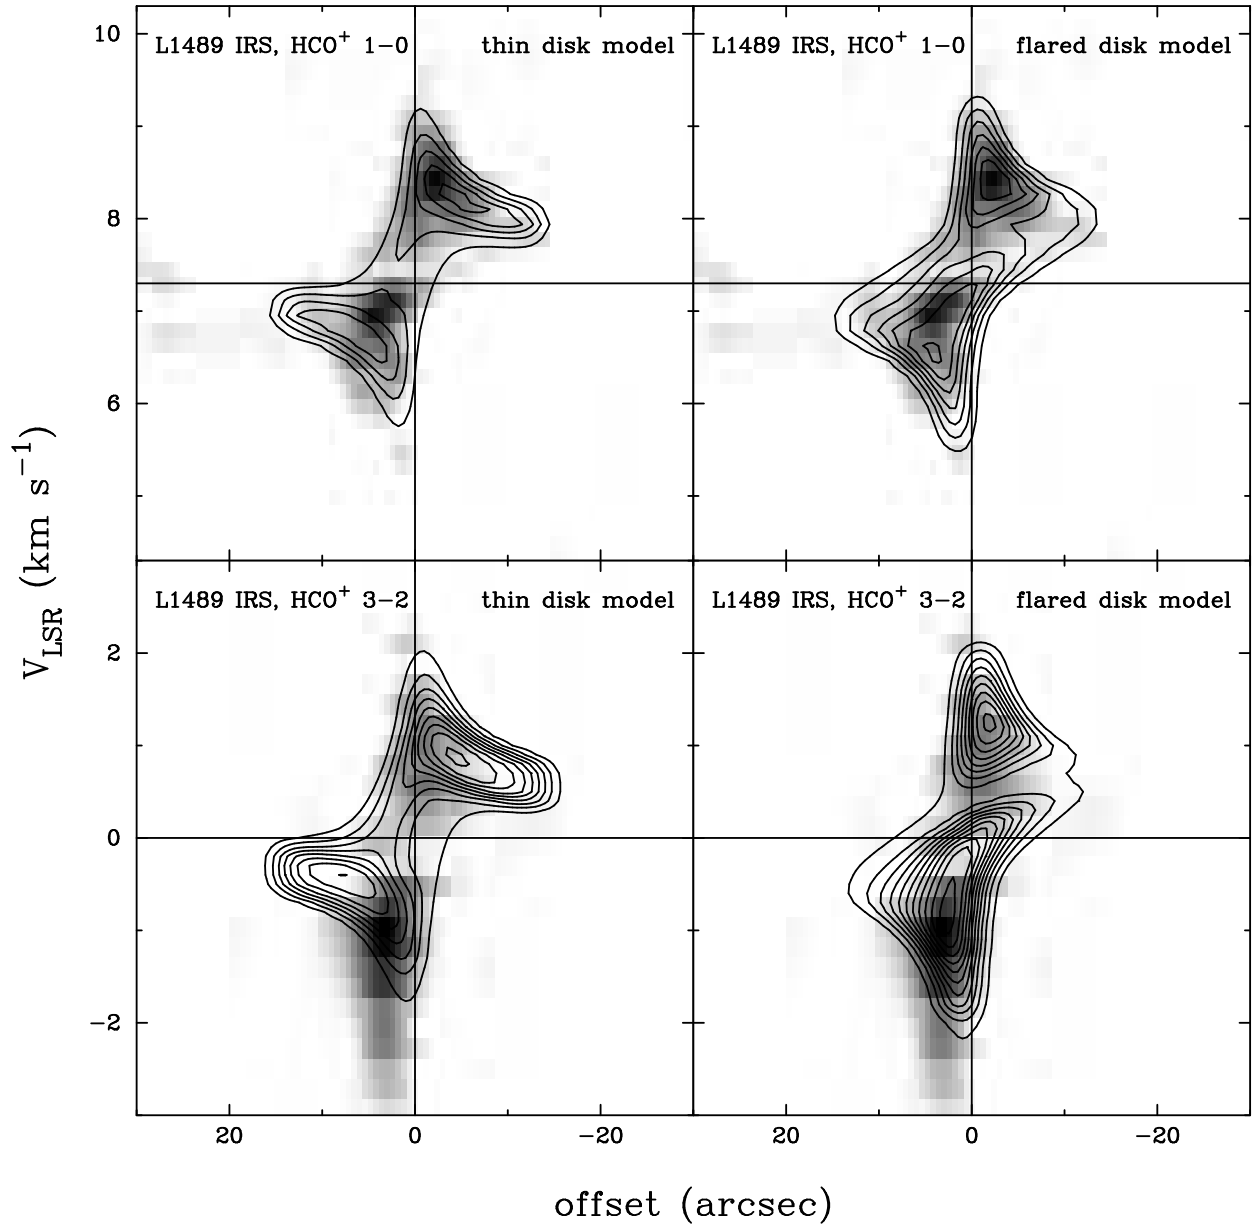 L1489 IRS, HCO⁺ 1−0 thin disk model
L1489 IRS, HCO⁺ 1−0 flared disk model
10
8
6
L1489 IRS, HCO⁺ 3−2 thin disk model
L1489 IRS, HCO⁺ 3−2 flared disk model
2
0
−2
V_LSR (km s⁻¹)
20 0 −20 20 0 −20
offset (arcsec)